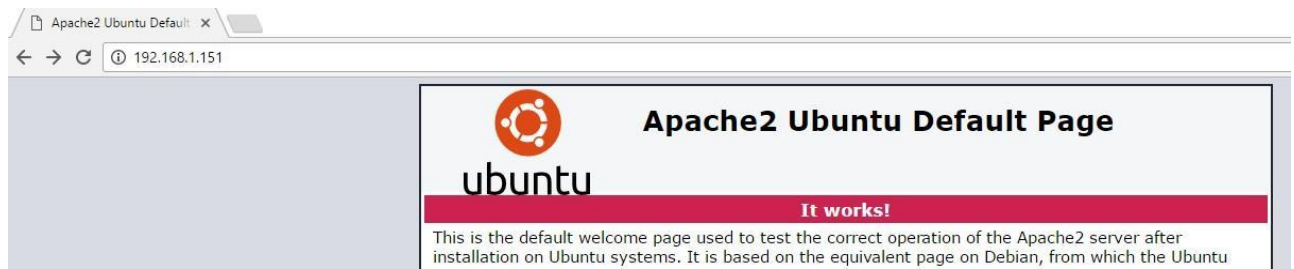 Apache2 Ubuntu Default
192.168.1.151
ubuntu
Apache2 Ubuntu Default Page
It works!
This is the default welcome page used to test the correct operation of the Apache2 server after
installation on Ubuntu systems. It is based on the equivalent page on Debian, from which the Ubuntu